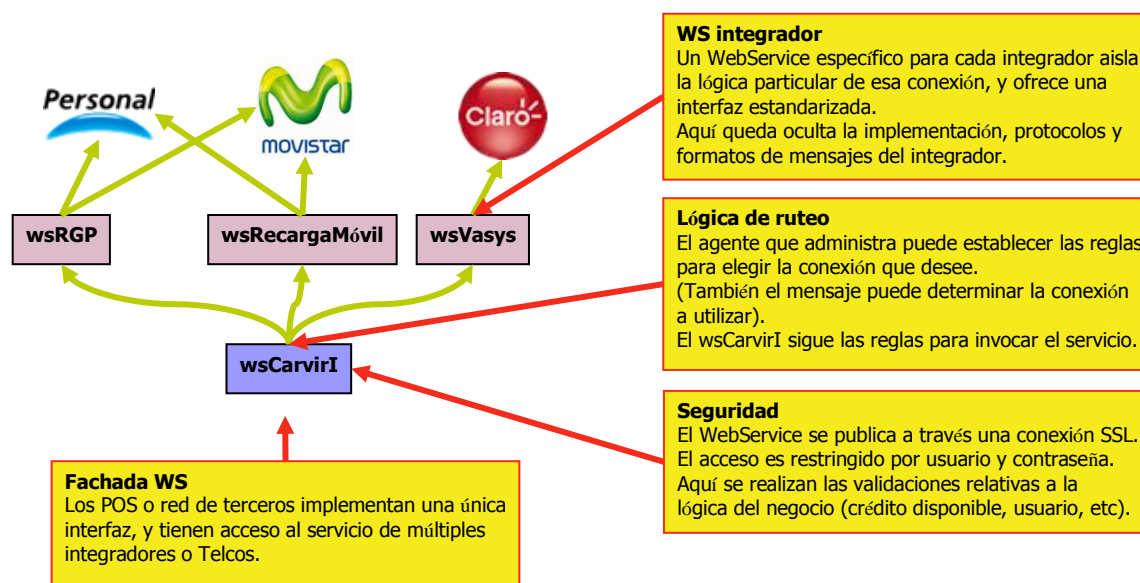 Personal
movistar
Claro
wsRGP
wsRecargaMóvil
wsVasys
wsCarvirI
WS integrador
Un WebService específico para cada integrador aisla
la lógica particular de esa conexión, y ofrece una
interfaz estandarizada.
Aquí queda oculta la implementación, protocolos y
formatos de mensajes del integrador.
Lógica de ruteo
El agente que administra puede establecer las reglas
para elegir la conexión que desee.
(También el mensaje puede determinar la conexión
a utilizar).
El wsCarvirI sigue las reglas para invocar el servicio.
Seguridad
El WebService se publica a través una conexión SSL.
El acceso es restringido por usuario y contraseña.
Aquí se realizan las validaciones relativas a la
lógica del negocio (crédito disponible, usuario, etc).
Fachada WS
Los POS o red de terceros implementan una única
interfaz, y tienen acceso al servicio de múltiples
integradores o Telcos.